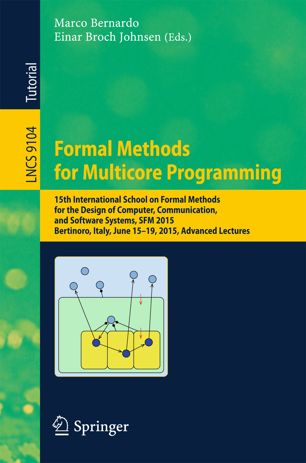 Marco Bernardo
Einar Broch Johnsen (Eds.)
Tutorial
LNCS 9104
Formal Methods
for Multicore Programming
15th International School on Formal Methods
for the Design of Computer, Communication,
and Software Systems, SFM 2015
Bertinoro, Italy, June 15–19, 2015, Advanced Lectures
Springer